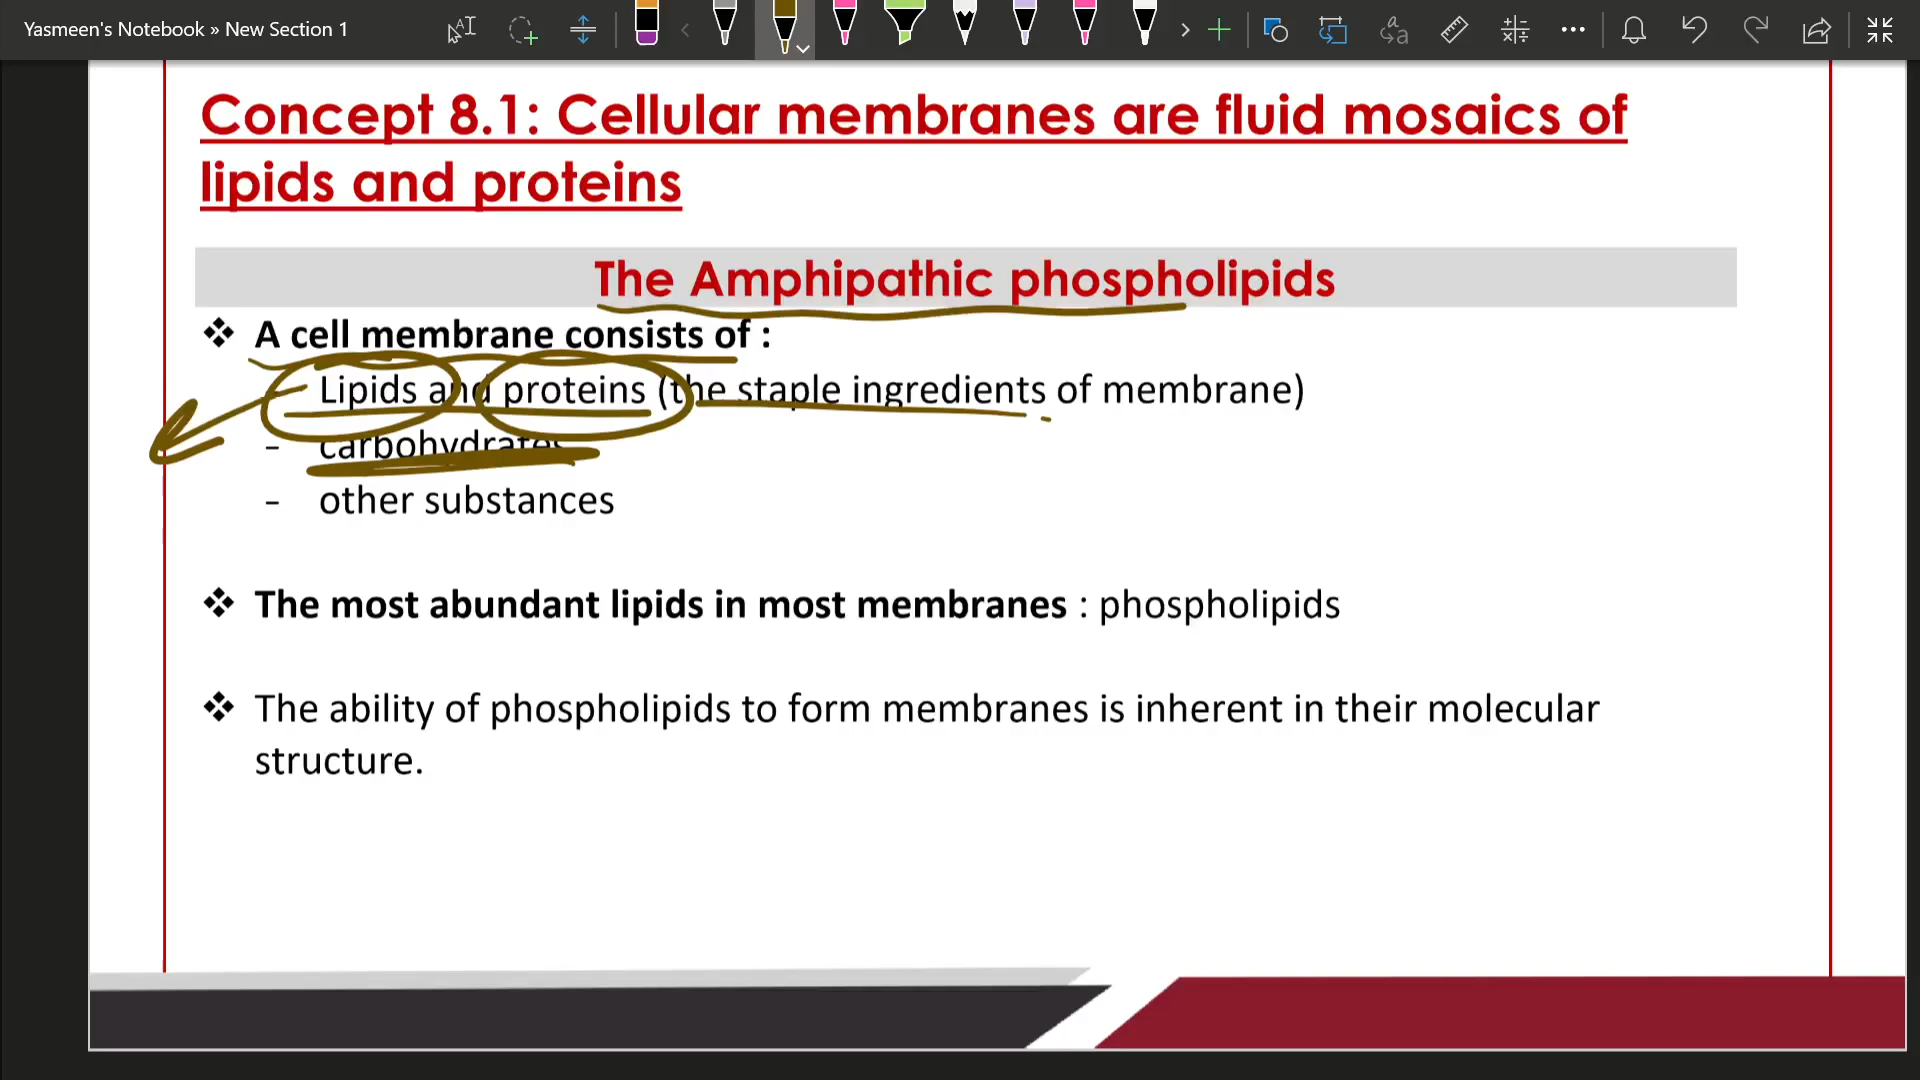 Yasmeen's Notebook » New Section 1
Concept 8.1: Cellular membranes are fluid mosaics of
lipids and proteins
The Amphipathic phospholipids
❖ A cell membrane consists of :
Lipids and proteins (the staple ingredients of membrane)
- carbohydrates
- other substances
❖ The most abundant lipids in most membranes : phospholipids
❖ The ability of phospholipids to form membranes is inherent in their molecular
structure.